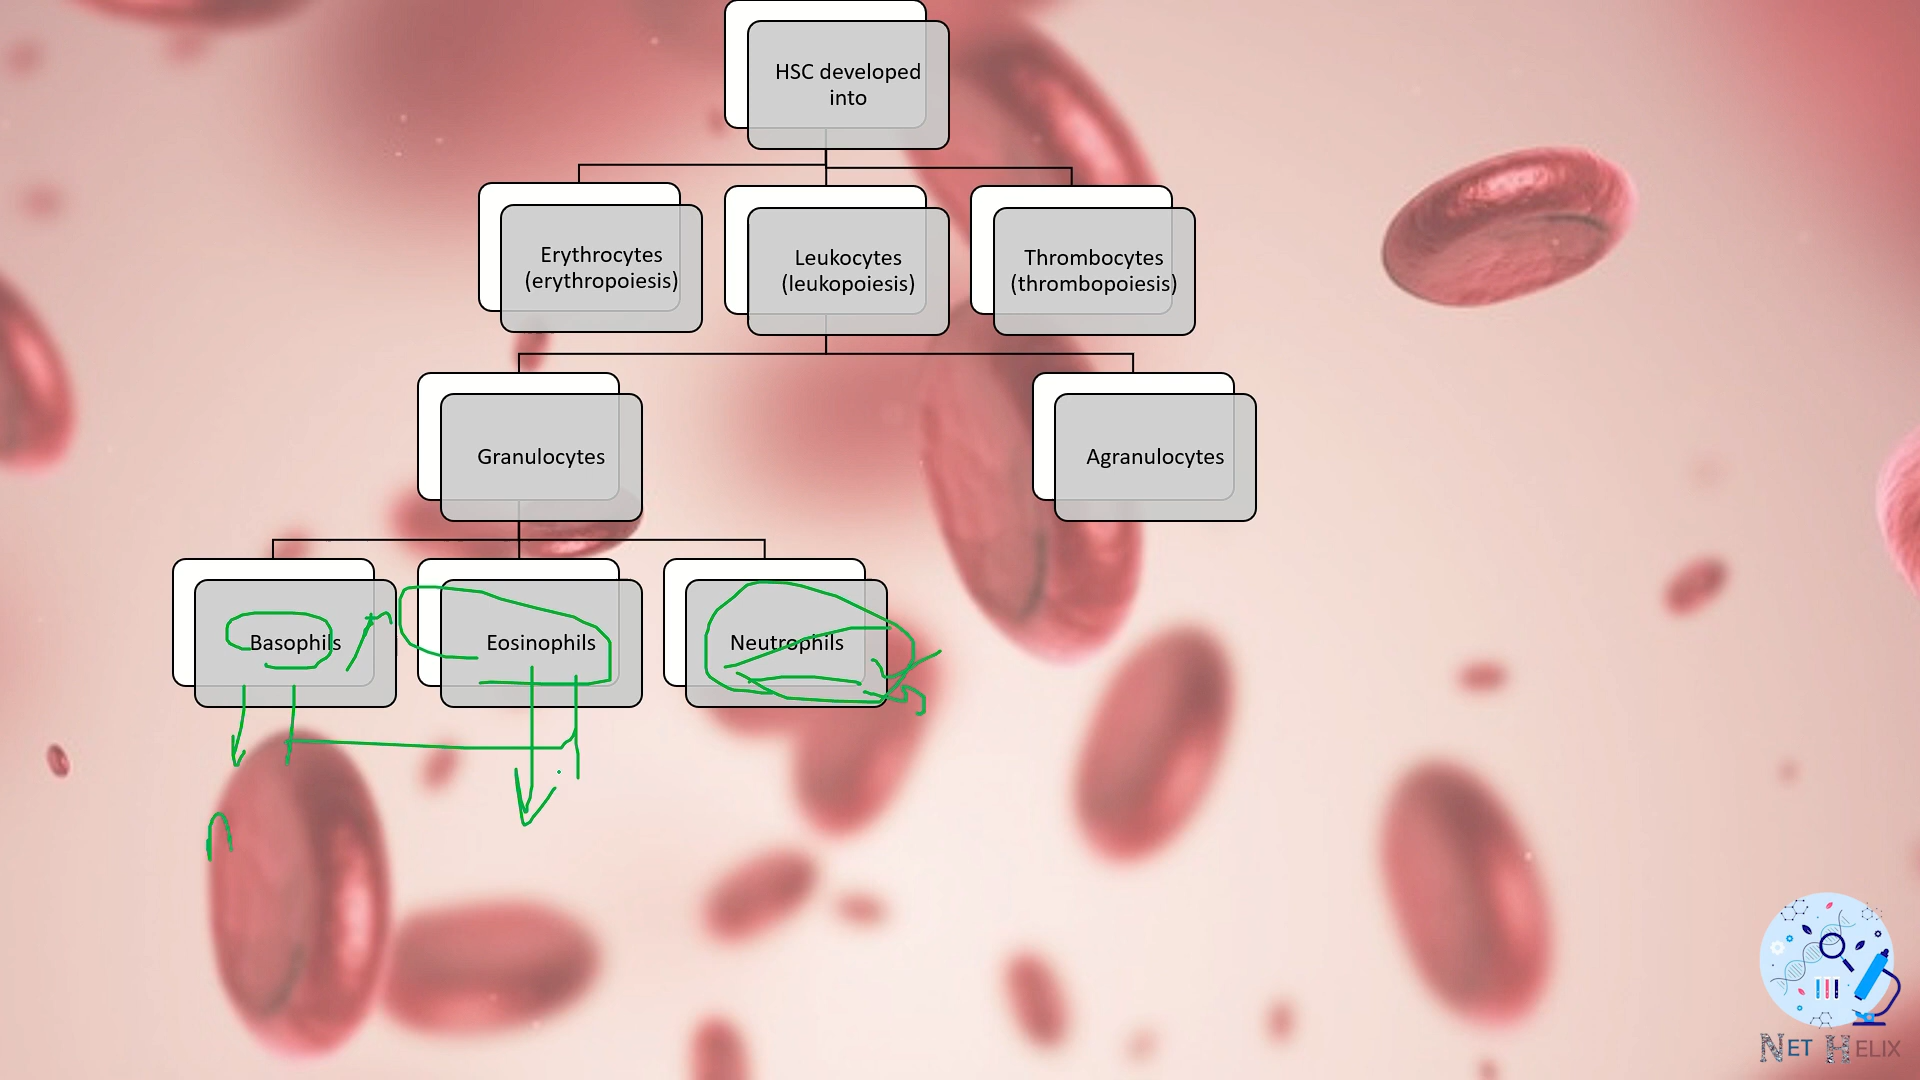 HSC developed
into
Erythrocytes
(erythropoiesis)
Leukocytes
(leukopoiesis)
Thrombocytes
(thrombopoiesis)
Granulocytes
Agranulocytes
Basophils
Eosinophils
Neutrophils
NET HELIX